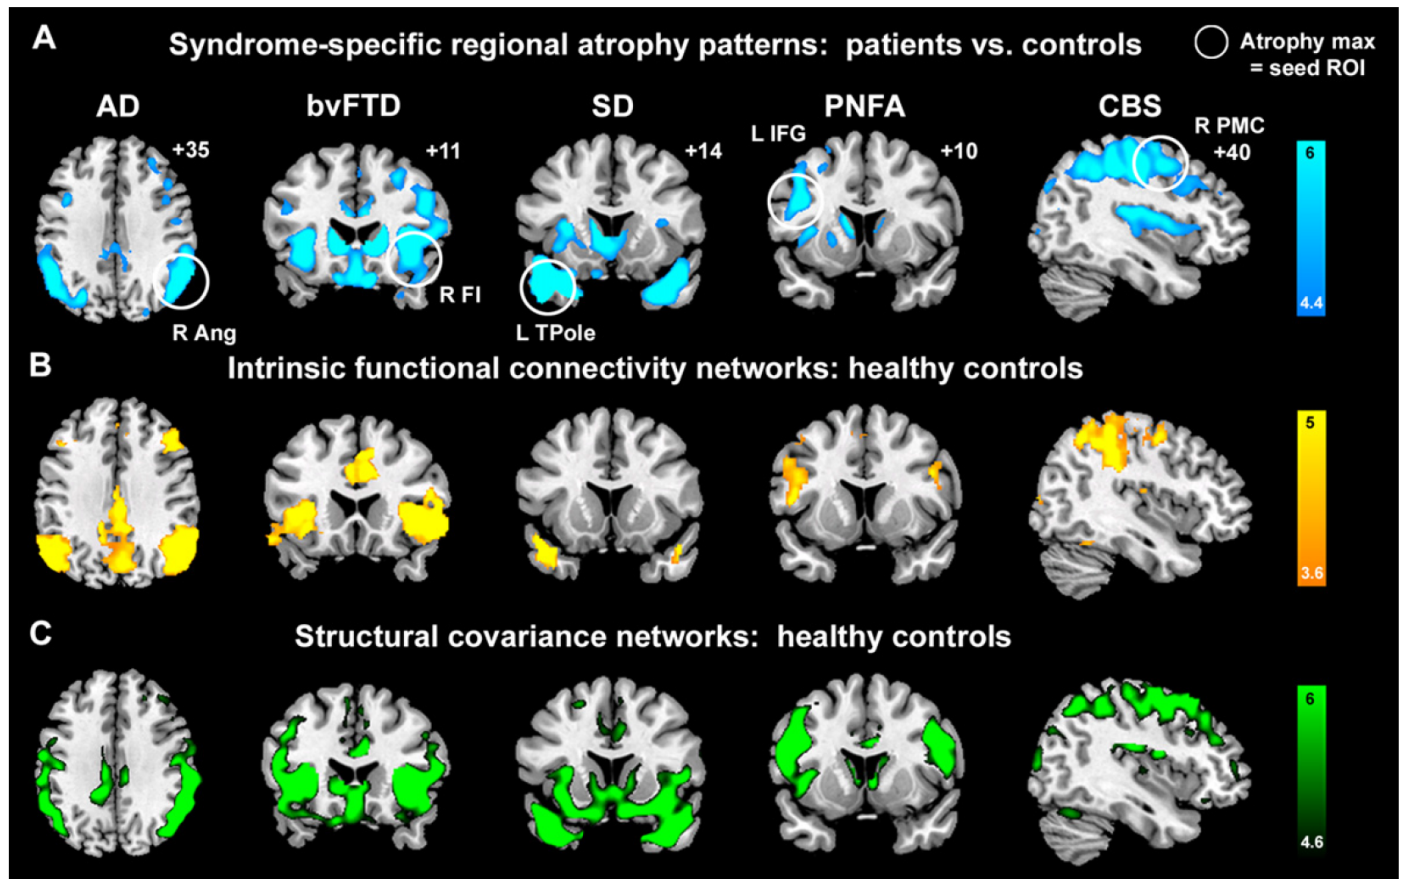 A
Syndrome-specific regional atrophy patterns: patients vs. controls
Atrophy max
= seed ROI
AD
bvFTD
SD
PNFA
CBS
+35
+11
+14
L IFG
+10
R PMC
+40
6
4.4
R Ang
R FI
L TPole
B
Intrinsic functional connectivity networks: healthy controls
5
3.6
C
Structural covariance networks: healthy controls
6
4.6